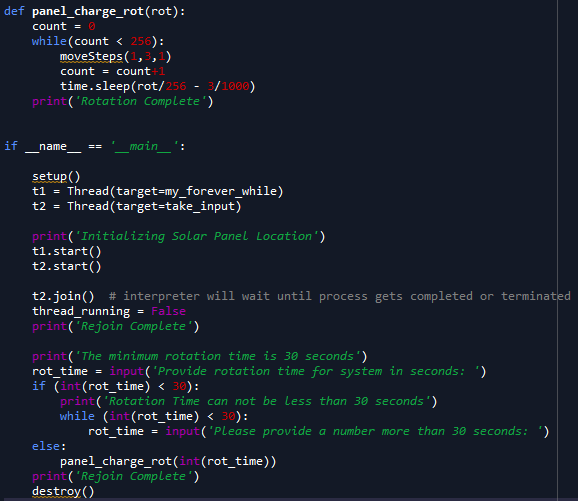 def panel_charge_rot(rot):
    count = 0
    while(count < 256):
        moveSteps(1,3,1)
        count = count+1
        time.sleep(rot/256 - 3/1000)
    print('Rotation Complete')
if __name__ == '__main__':
    setup()
    t1 = Thread(target=my_forever_while)
    t2 = Thread(target=take_input)
    print('Initializing Solar Panel Location')
    t1.start()
    t2.start()
    t2.join()  # interpreter will wait until process gets completed or terminated
    thread_running = False
    print('Rejoin Complete')
    print('The minimum rotation time is 30 seconds')
    rot_time = input('Provide rotation time for system in seconds: ')
    if (int(rot_time) < 30):
        print('Rotation Time can not be less than 30 seconds')
        while (int(rot_time) < 30):
            rot_time = input('Please provide a number more than 30 seconds: ')
    else:
        panel_charge_rot(int(rot_time))
    print('Rejoin Complete')
    destroy()